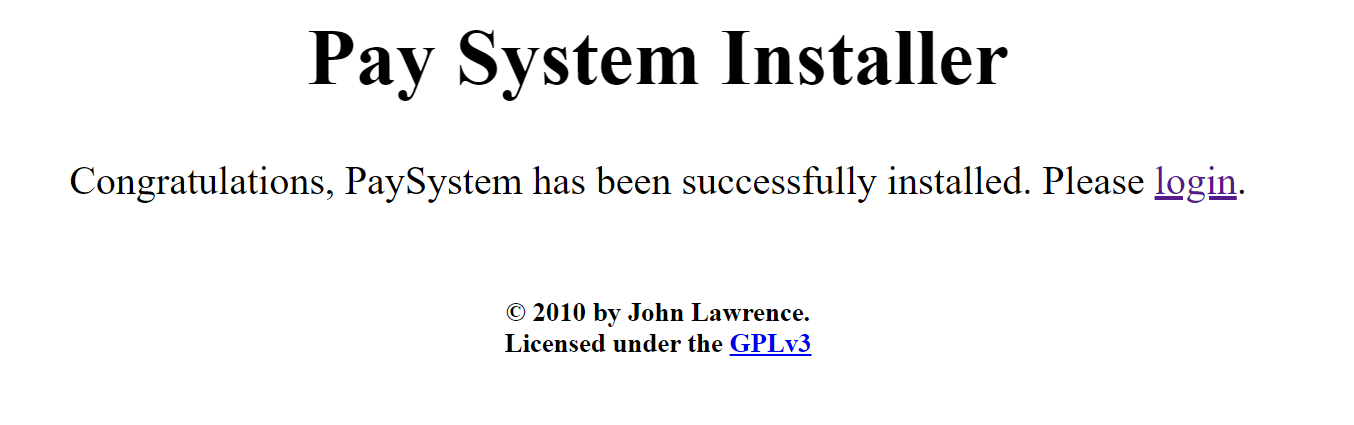 Pay System Installer
Congratulations, PaySystem has been successfully installed. Please login.
© 2010 by John Lawrence.
Licensed under the GPLv3